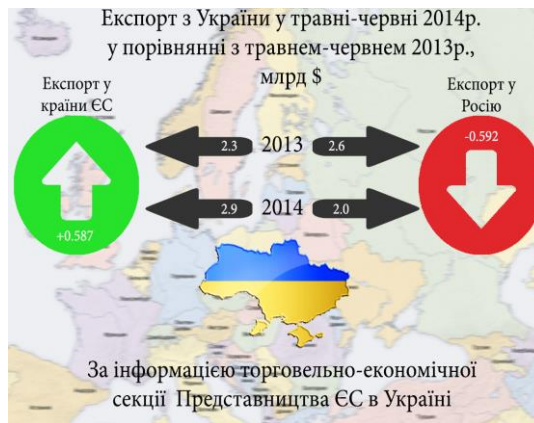 Експорт з України у травні-червні 2014р.
у порівнянні з травнем-червнем 2013р.,
млрд $
Експорт у
країни ЄС
Експорт у
Росію
+0.587
-0.592
2.3
2013
2.6
2.9
2014
2.0
За інформацією торговельно-економічної
секції Представництва ЄС в Україні